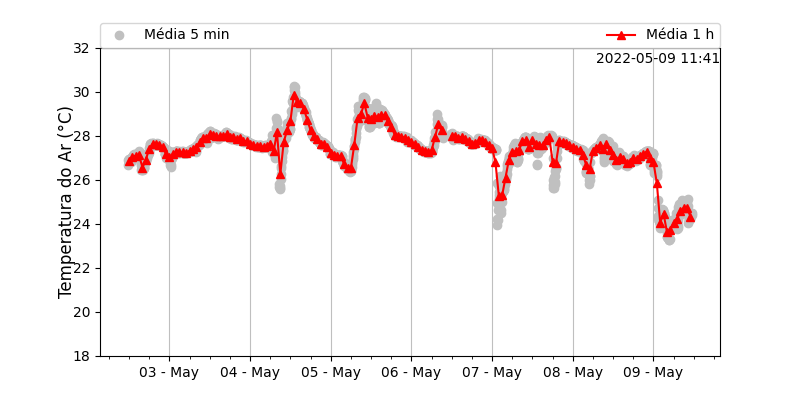 Média 5 min
Média 1 h
2022-05-09 11:41
Temperatura do Ar (°C)
32
30
28
26
24
22
20
18
03 - May
04 - May
05 - May
06 - May
07 - May
08 - May
09 - May